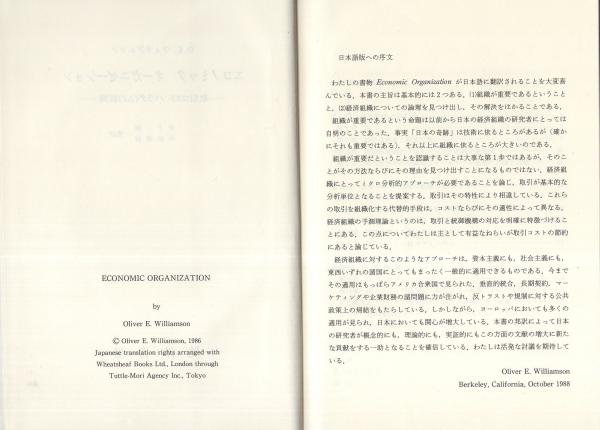 ECONOMIC ORGANIZATION
by
Oliver E. Williamson
© Oliver E. Williamson, 1986
Japanese translation rights arranged with
Wheatsheaf Books Ltd., London through
Tuttle-Mori Agency Inc., Tokyo
日本語版への序文
わたしの書物 Economic Organization が日本語に翻訳されることを大変喜
んでいる。本書の主旨は基本的には2つある。(1)組織が重要であるということ
と、(2)経済組織についての論理を見つけ出し、その解決をはかることである。
組織が重要であるという命題は以前から日本の経済組織の研究者にとっては
自明のことであった。事実「日本の奇跡」は技術に依るところがあるが(確か
にそれも重要ではある)、それ以上に組織に依るところが大きいのである。
組織が重要だということを認識することは大事な第1歩ではあるが、そのこ
とがその方法ならびにその理由を見つけ出すことになるものではない。経済組
織にとってミクロ分析的アプローチが必要であることを論じ、取引が基本的な
分析単位となることを提案する。取引はその特性により相違している。これら
の取引を組織化する代替的手段は、コストならびにその適性によって異なる。
経済組織の予測理論というのは、取引と統御機構の対応を明確に特徴づけるこ
とにある。この点についてわたしは主として有益なねらいが取引コストの節約
にあると論じている。
経済組織に対するこのようなアプローチは、資本主義にも、社会主義にも、
東西いずれの諸国にとってもまったく一般的に適用できるものである。今まで
その適用はもっぱらアメリカ合衆国で見られた、垂直的統合、長期契約、マー
ケティングや企業財務の諸問題に力が注がれ、反トラストや規制に対する公共
政策上の帰結をもたらしている。しかしながら、ヨーロッパにおいても多くの
適用が見られ、日本においても関心が増大している。本書の邦訳によって日本
の研究者が概念的にも、理論的にも、実証的にもこの方面の文献の増大に新た
な貢献をする一助となることを確信している。わたしは活発な討議を期待して
いる。
Oliver E. Williamson
Berkeley, California, October 1988